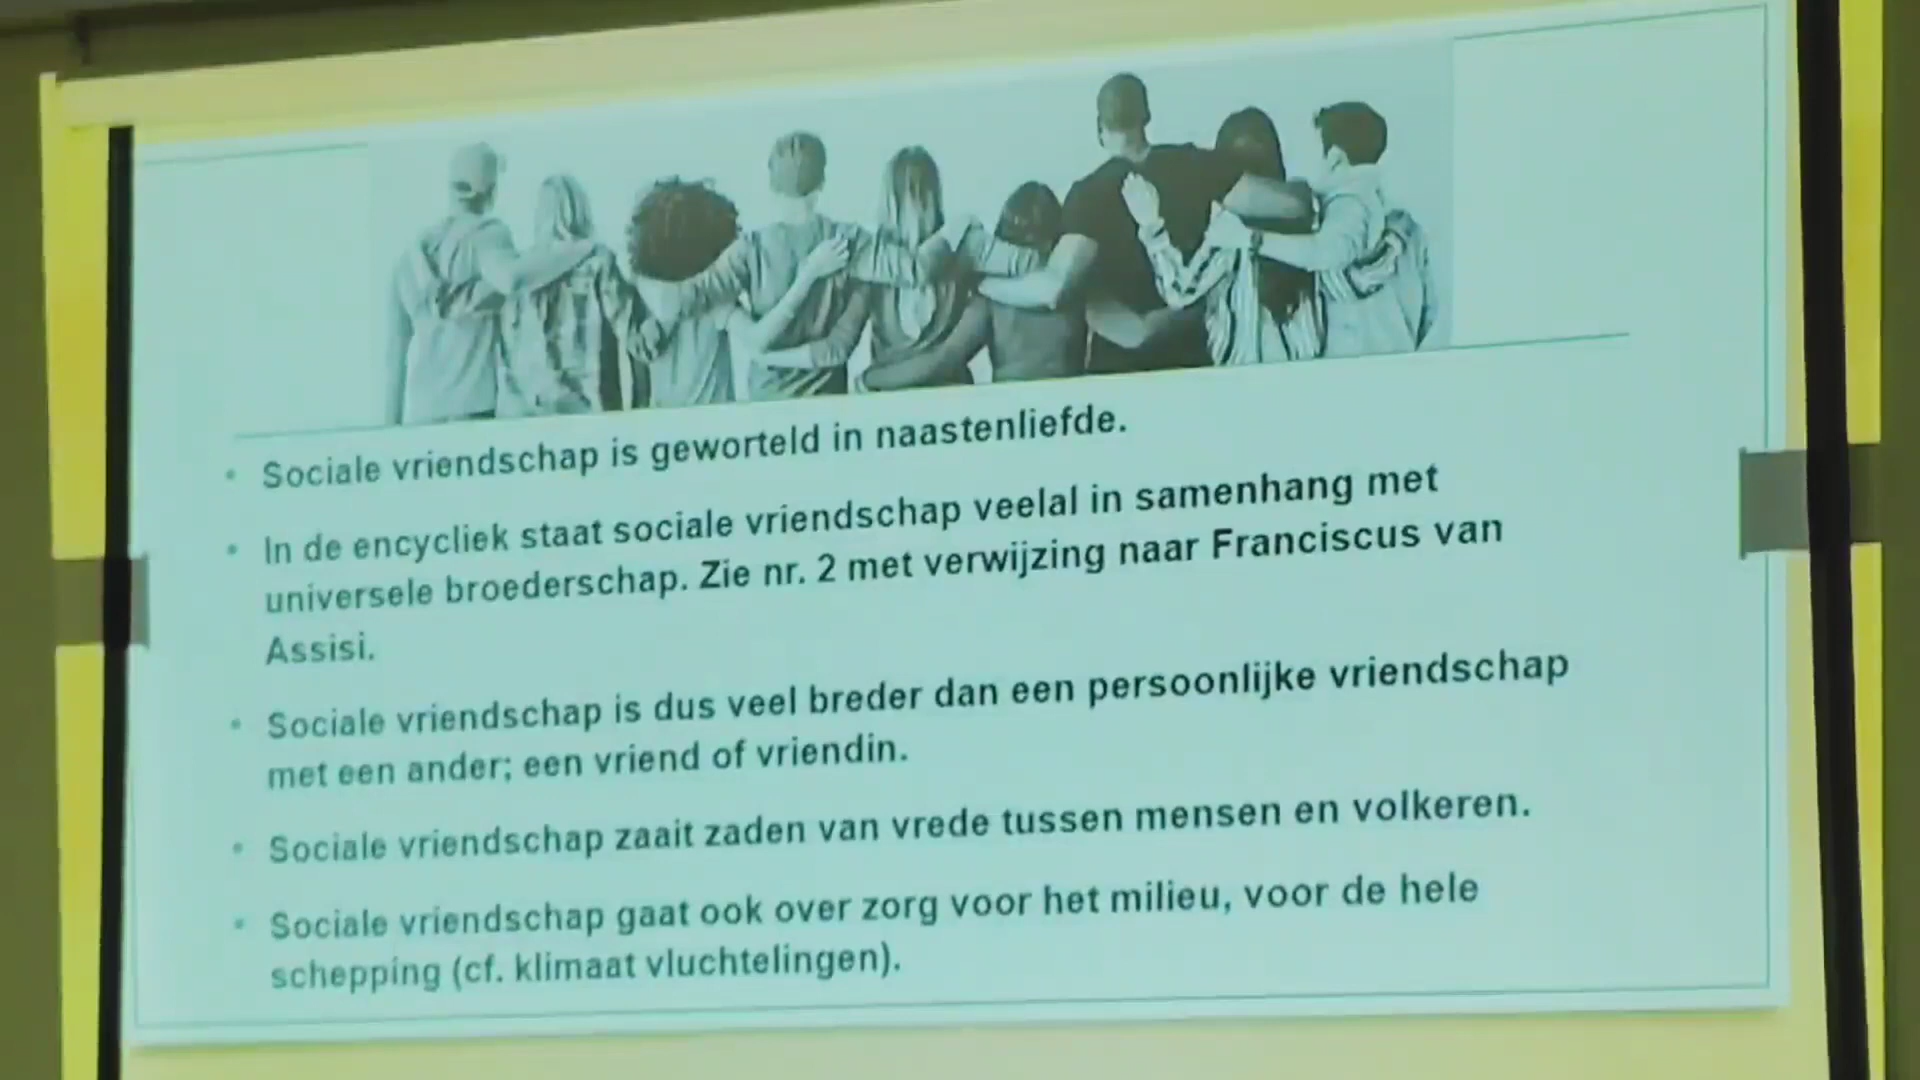 • Sociale vriendschap is geworteld in naastenliefde.
• In de encycliek staat sociale vriendschap veelal in samenhang met
universele broederschap. Zie nr. 2 met verwijzing naar Franciscus van
Assisi.
• Sociale vriendschap is dus veel breder dan een persoonlijke vriendschap
met een ander; een vriend of vriendin.
• Sociale vriendschap zaait zaden van vrede tussen mensen en volkeren.
• Sociale vriendschap gaat ook over zorg voor het milieu, voor de hele
schepping (cf. klimaat vluchtelingen).